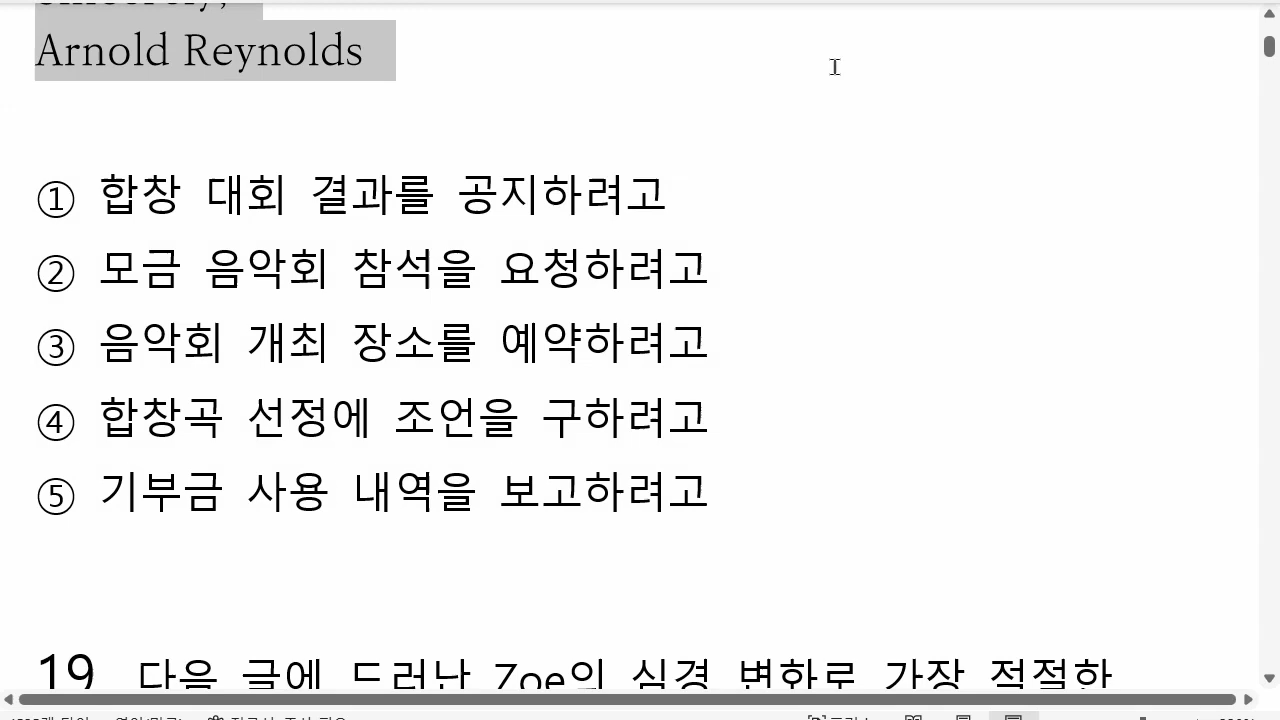 Sincerely,
Arnold Reynolds
① 합창 대회 결과를 공지하려고
② 모금 음악회 참석을 요청하려고
③ 음악회 개최 장소를 예약하려고
④ 합창곡 선정에 조언을 구하려고
⑤ 기부금 사용 내역을 보고하려고
19 다음 글에 드러난 Zoe의 심경 변화로 가장 적절한